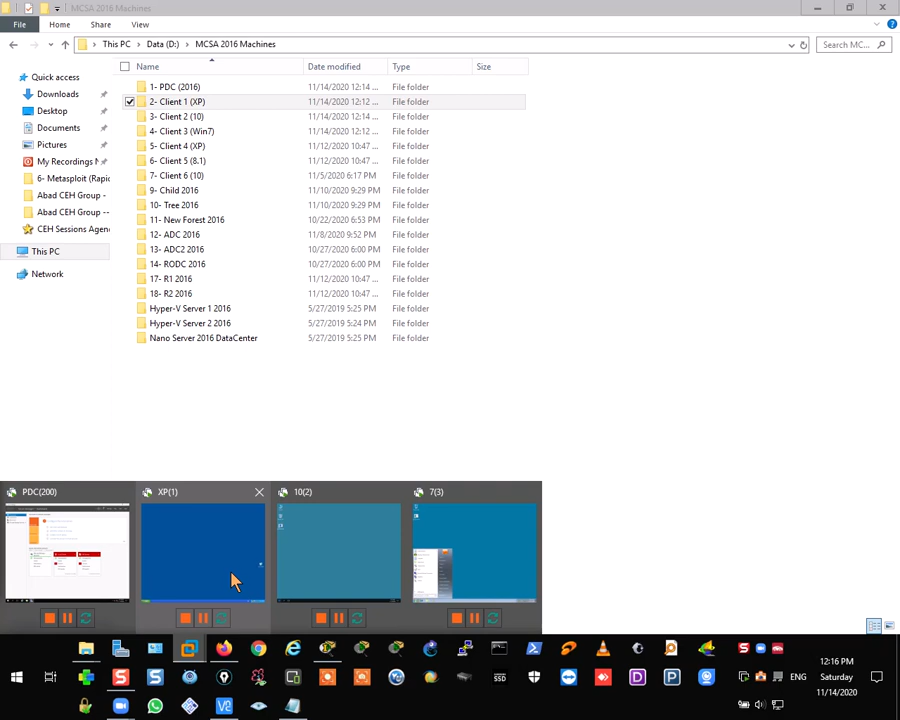 MCSA 2016 Machines
File Home Share View
This PC Data (D:) MCSA 2016 Machines
Search MC...
Quick access
Downloads
Desktop
Documents
Pictures
My Recordings N
6- Metasploit (Rapic
Abad CEH Group -
Abad CEH Group --
CEH Sessions Agen
This PC
Network
Name Date modified Type Size
1- PDC (2016) 11/14/2020 12:14 ... File folder
2- Client 1 (XP) 11/14/2020 12:12 ... File folder
3- Client 2 (10) 11/14/2020 12:14 ... File folder
4- Client 3 (Win7) 11/14/2020 12:12 ... File folder
5- Client 4 (XP) 11/12/2020 10:47 ... File folder
6- Client 5 (8.1) 11/12/2020 10:47 ... File folder
7- Client 6 (10) 11/5/2020 6:17 PM File folder
9- Child 2016 11/10/2020 9:29 PM File folder
10- Tree 2016 11/10/2020 9:29 PM File folder
11- New Forest 2016 10/22/2020 6:53 PM File folder
12- ADC 2016 11/8/2020 9:52 PM File folder
13- ADC2 2016 10/27/2020 6:00 PM File folder
14- RODC 2016 10/27/2020 6:00 PM File folder
17- R1 2016 11/12/2020 10:47 ... File folder
18- R2 2016 11/12/2020 10:47 ... File folder
Hyper-V Server 1 2016 5/27/2019 5:25 PM File folder
Hyper-V Server 2 2016 5/27/2019 5:24 PM File folder
Nano Server 2016 DataCenter 5/27/2019 5:25 PM File folder
PDC(200) XP(1) 10(2) 7(3)
SSD
ENG
12:16 PM
Saturday
11/14/2020